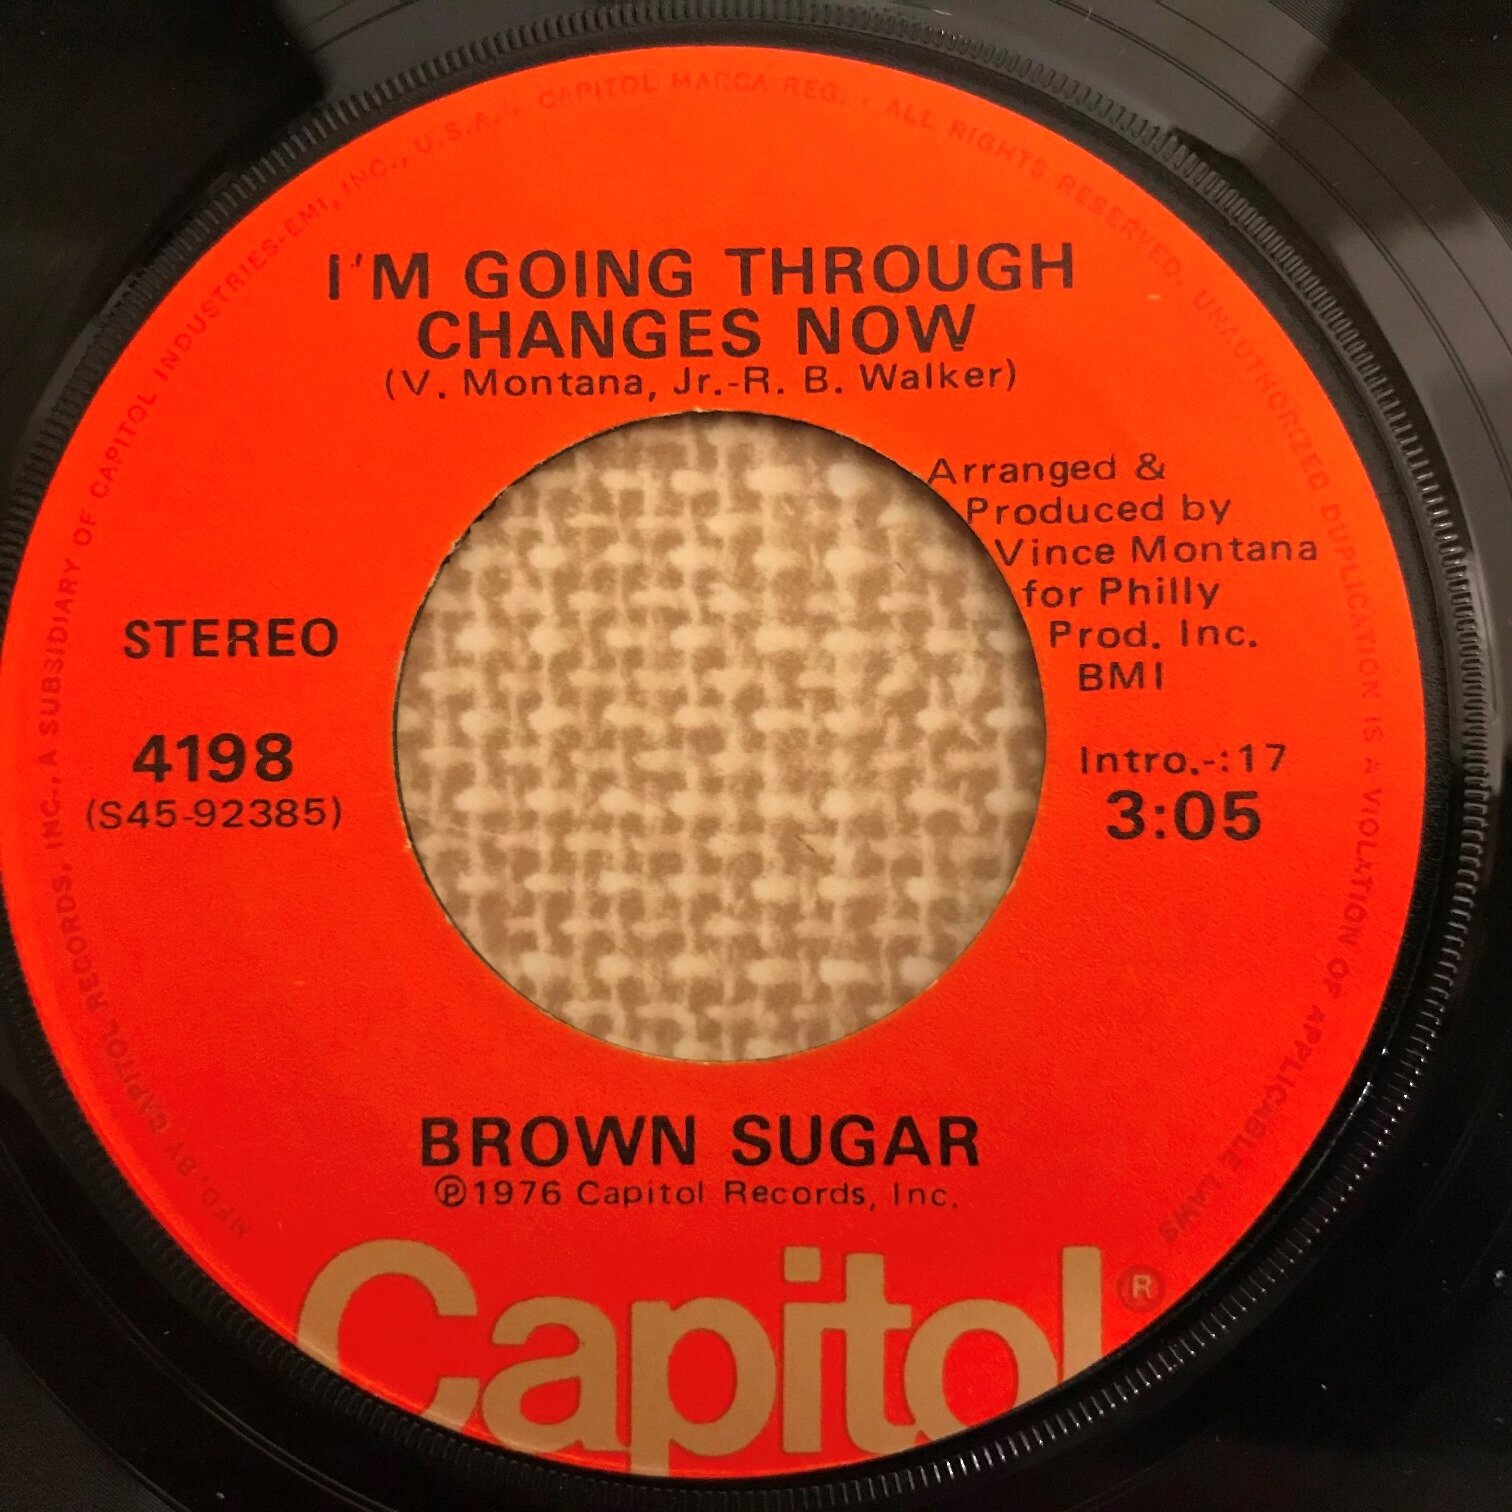 I'M GOING THROUGH
CHANGES NOW
(V. Montana, Jr.-R. B. Walker)
Arranged &
Produced by
Vince Montana
for Philly
Prod. Inc.
BMI
STEREO
4198
(S45-92385)
Intro.-:17
3:05
BROWN SUGAR
Ⓟ1976 Capitol Records, Inc.
Capitol®
MFD. BY CAPITOL RECORDS, INC., A SUBSIDIARY OF CAPITOL INDUSTRIES-EMI, INC., U.S.A. · CAPITOL MARCA REG. · ALL RIGHTS RESERVED. UNAUTHORIZED DUPLICATION IS A VIOLATION OF APPLICABLE LAWS